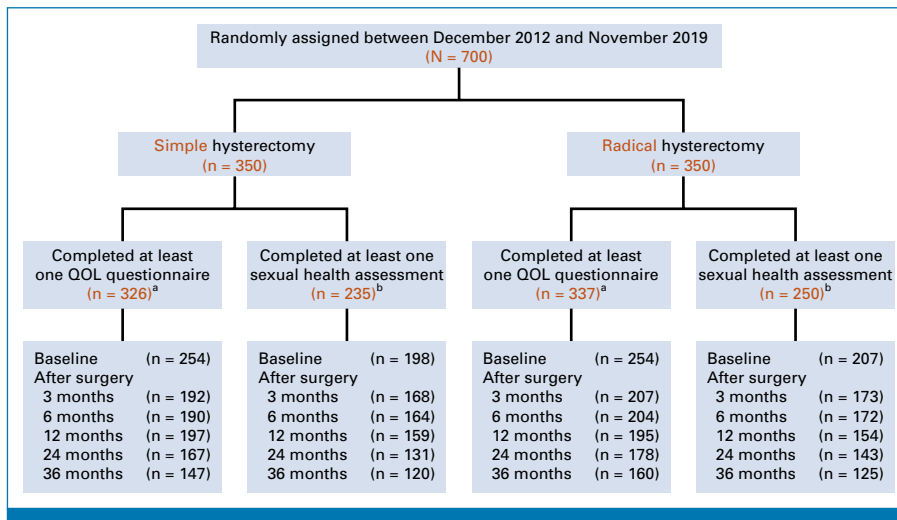 Randomly assigned between December 2012 and November 2019
(N = 700)
Simple hysterectomy
(n = 350)
Radical hysterectomy
(n = 350)
Completed at least
one QOL questionnaire
(n = 326)a
Completed at least one
sexual health assessment
(n = 235)b
Completed at least
one QOL questionnaire
(n = 337)a
Completed at least one
sexual health assessment
(n = 250)b
Baseline (n = 254)
After surgery
3 months (n = 192)
6 months (n = 190)
12 months (n = 197)
24 months (n = 167)
36 months (n = 147)
Baseline (n = 198)
After surgery
3 months (n = 168)
6 months (n = 164)
12 months (n = 159)
24 months (n = 131)
36 months (n = 120)
Baseline (n = 254)
After surgery
3 months (n = 207)
6 months (n = 204)
12 months (n = 195)
24 months (n = 178)
36 months (n = 160)
Baseline (n = 207)
After surgery
3 months (n = 173)
6 months (n = 172)
12 months (n = 154)
24 months (n = 143)
36 months (n = 125)